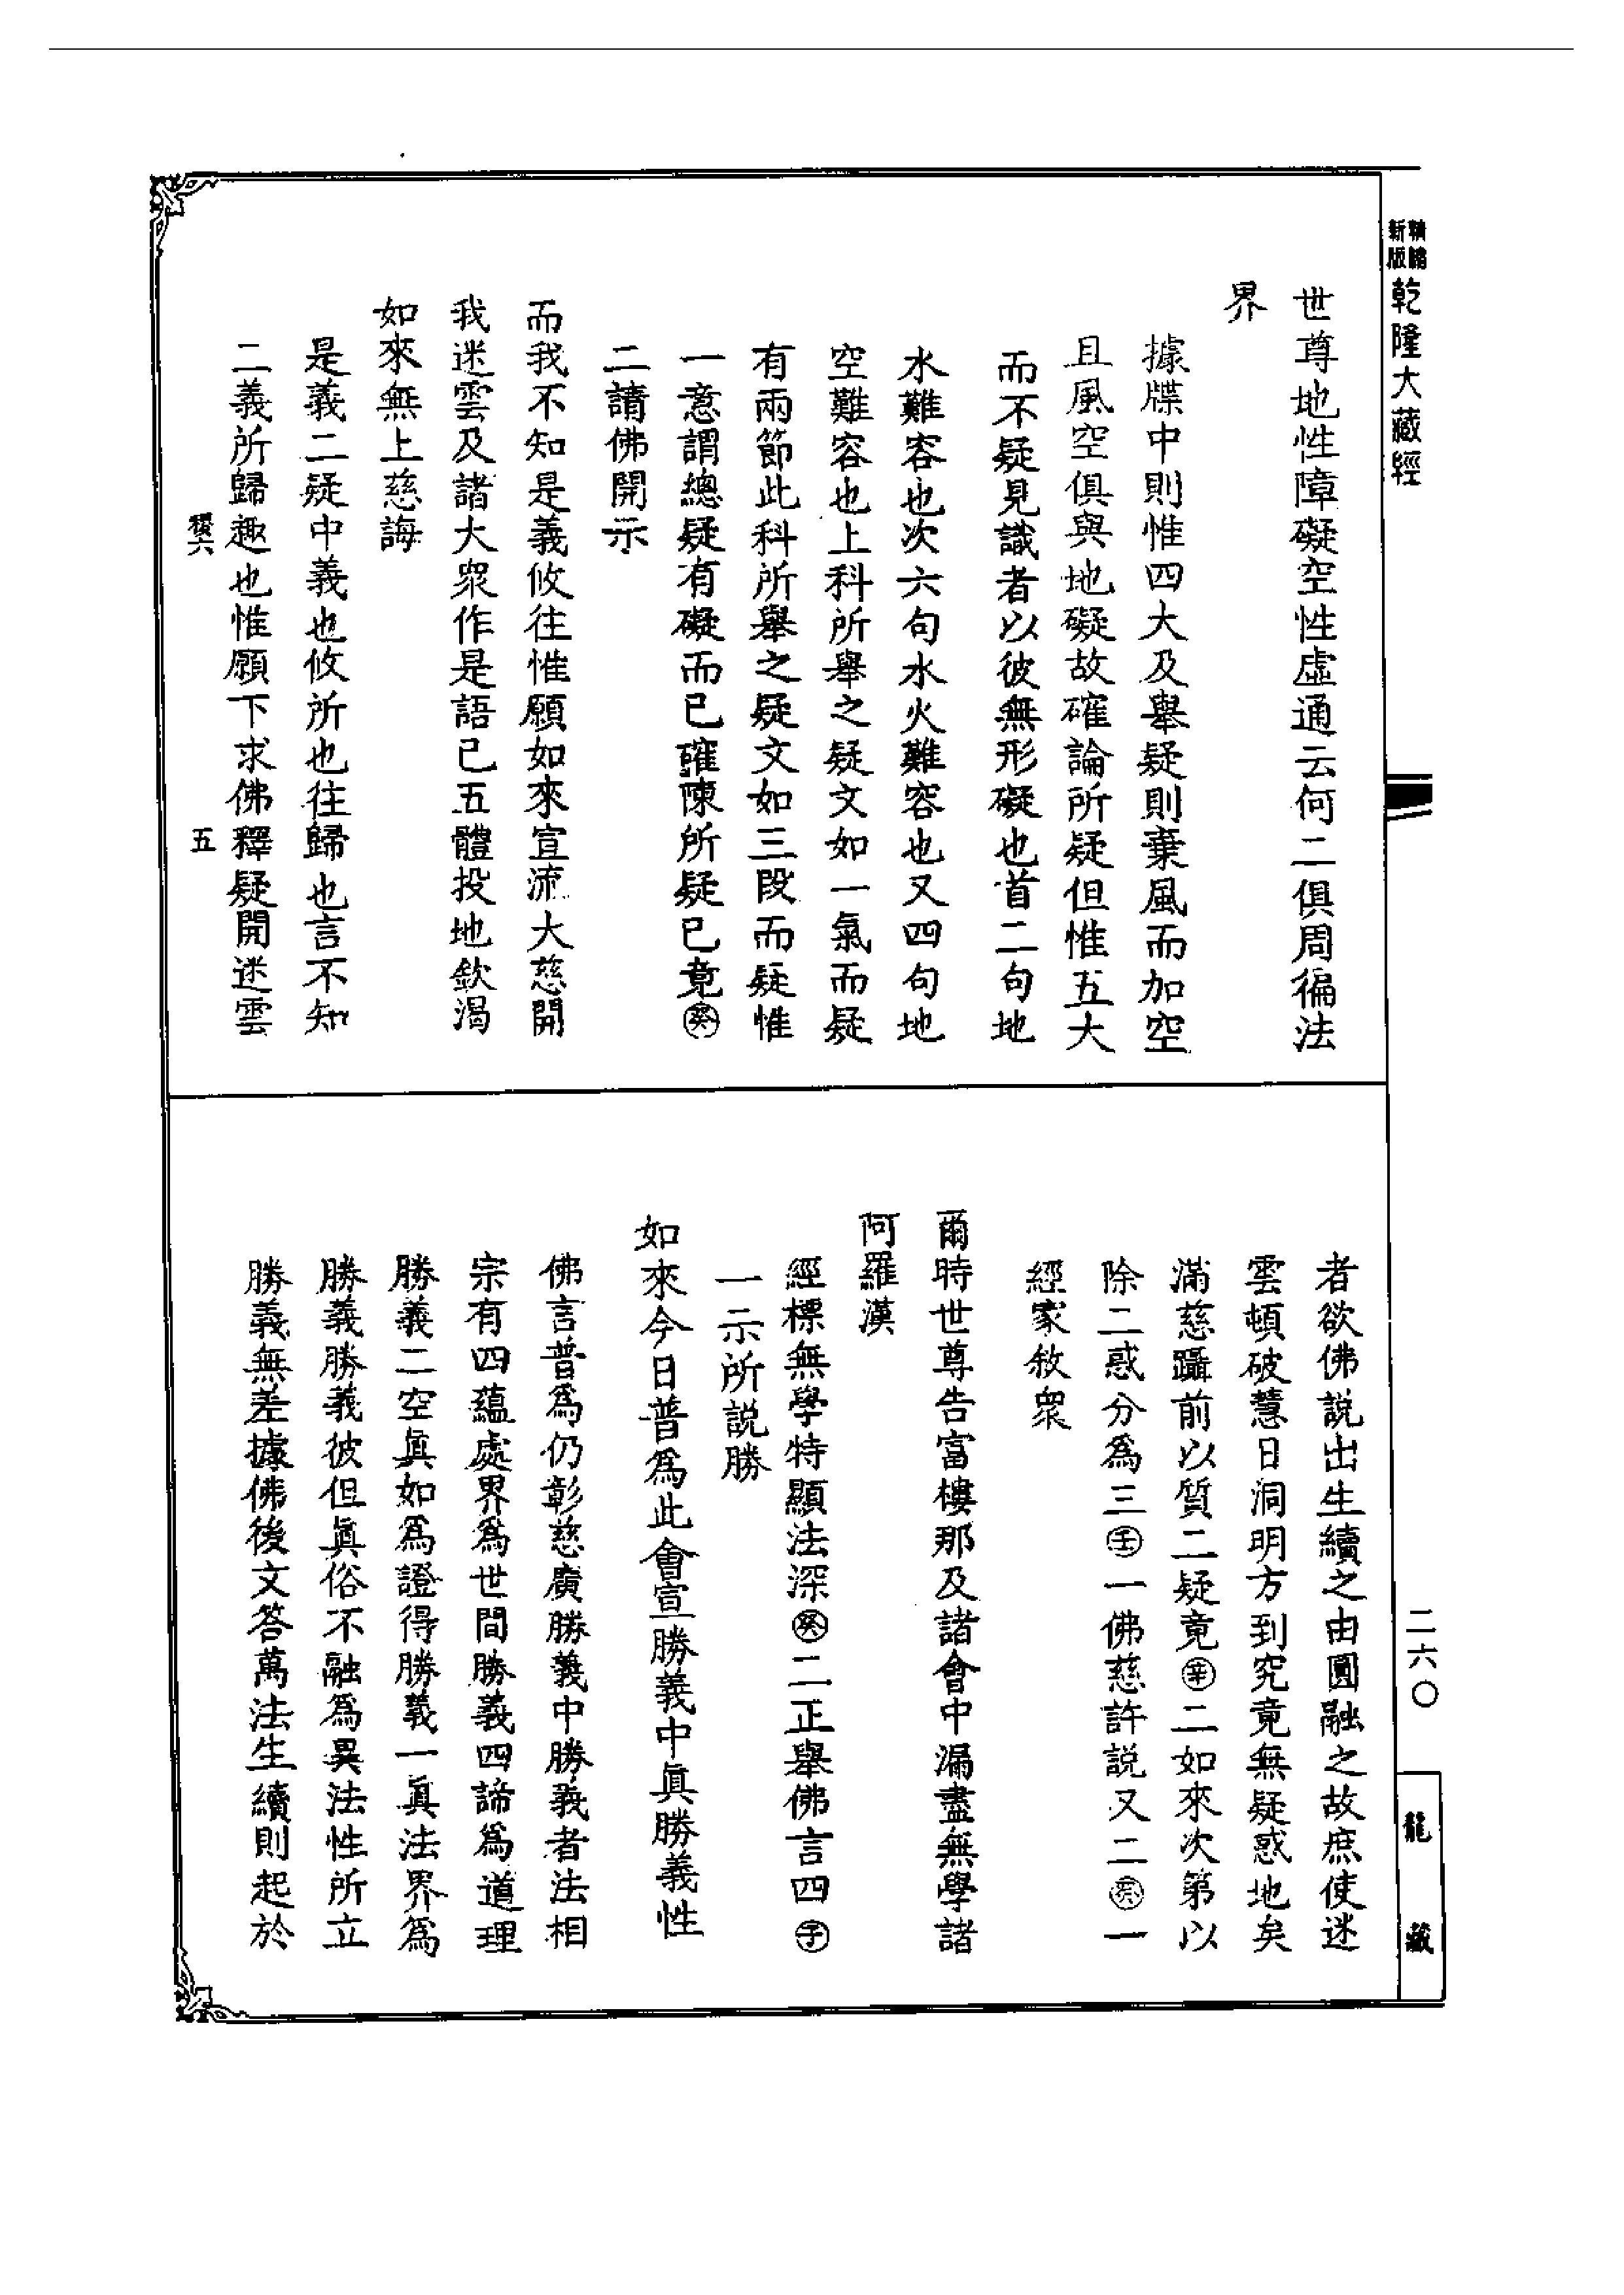 精縮
新版
乾隆大藏經
世尊地性障礙空性虛通云何二俱周徧法
界
據牒中則惟四大及舉疑則棄風而加空
且風空俱與地礙故確論所疑但惟五大
而不疑見識者以彼無形礙也首二句地
水難容也次六句水火難容也又四句地
空難容也上科所舉之疑文如一氣而疑
有兩節此科所舉之疑文如三段而疑惟
一意謂總疑有礙而已確陳所疑已竟㊛癸
二請佛開示
而我不知是義攸往惟願如來宣流大慈開
我迷雲及諸大眾作是語已五體投地欽渴
如來無上慈誨
是義二疑中義也攸所也往歸也言不知
二義所歸趣也惟願下求佛釋疑開迷雲
五
者欲佛說出生續之由圓融之故庶使迷
雲頓破慧日洞明方到究竟無疑惑地矣
滿慈躡前以質二疑竟辛二如來次第以
除二惑分為三壬一佛慈許說又二癸一
經家敘眾
爾時世尊告富樓那及諸會中漏盡無學諸
阿羅漢
經標無學特顯法深癸二正舉佛言四子
一示所說勝
如來今日普為此會宣勝義中真勝義性
佛言普為仍彰慈廣勝義中勝義者法相
宗有四蘊處界為世間勝義四諦為道理
勝義二空真如為證得勝義一真法界為
勝義勝義彼但真俗不融為異法性所立
勝義無差據佛後文答萬法生續則起於
二六〇
龍藏